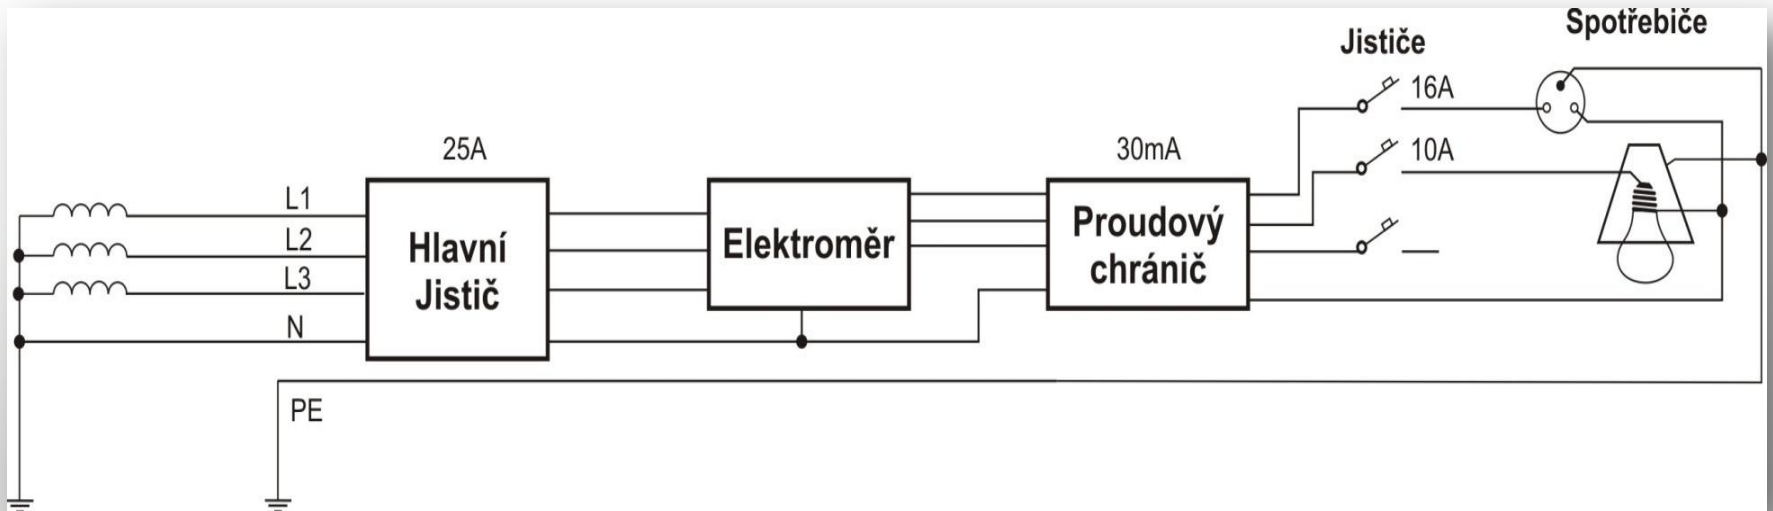 Spotřebiče
Jističe
16A
25A
30mA
10A
L1
L2
L3
N
Hlavní
Jistič
Elektroměr
Proudový
chránič
PE